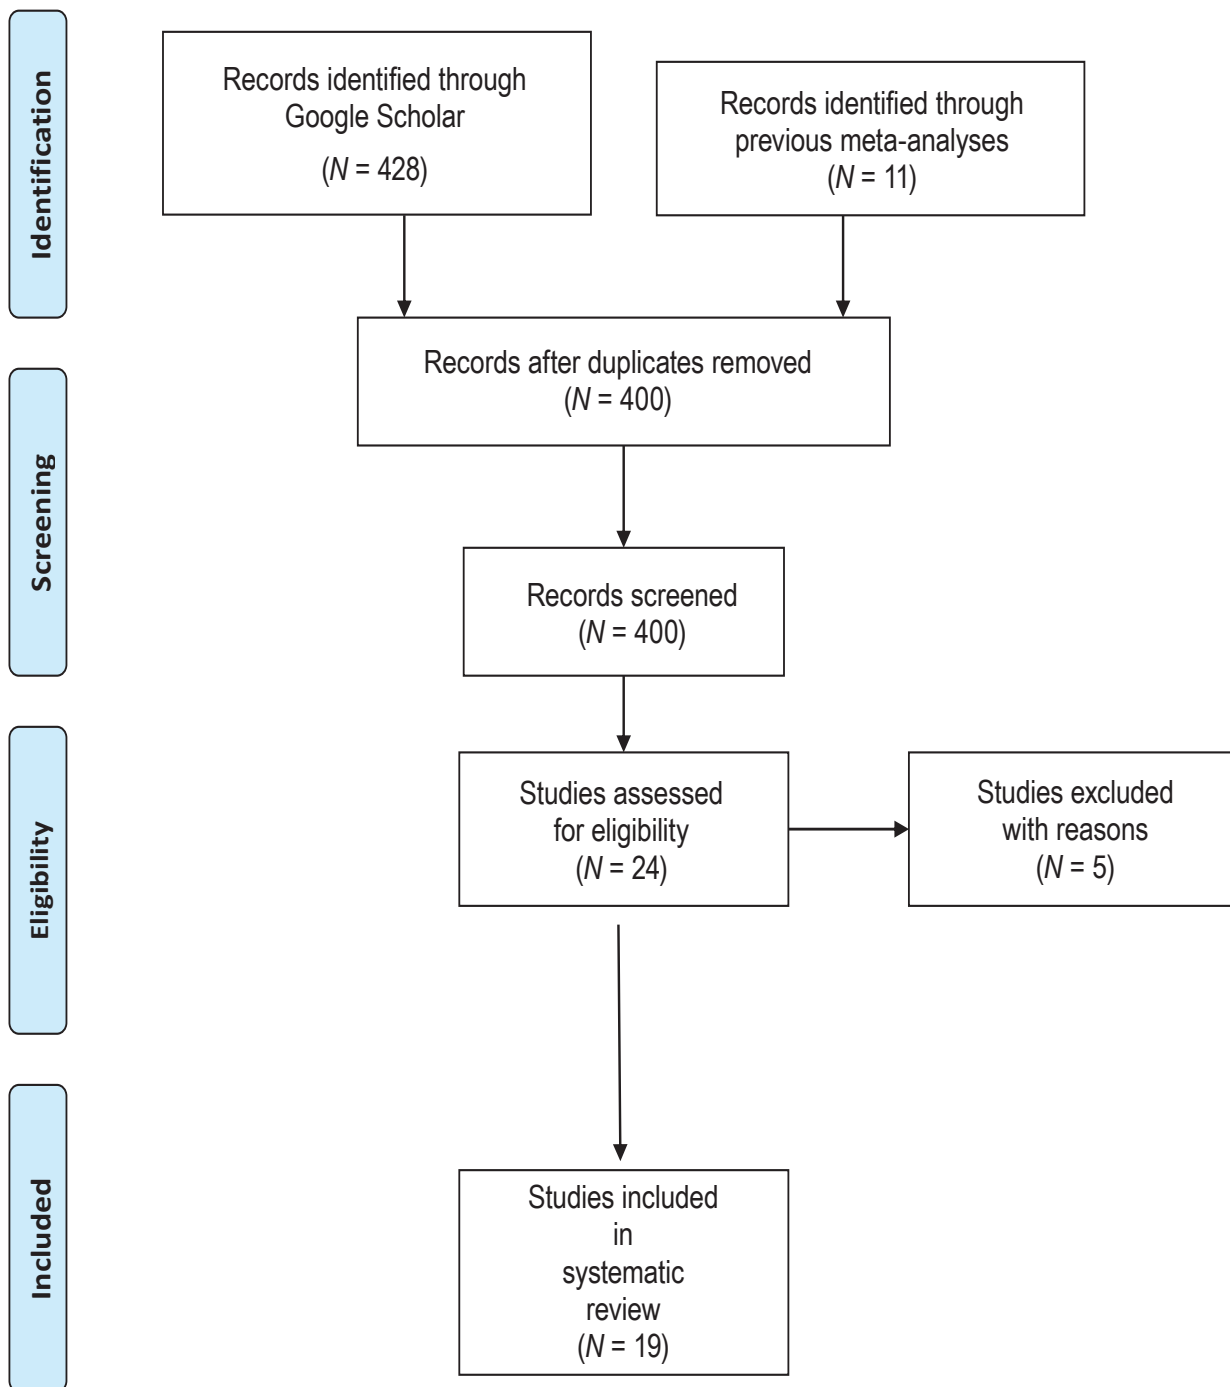 Identification
Records identified through
Google Scholar
(N = 428)
Records identified through
previous meta-analyses
(N = 11)
Records after duplicates removed
(N = 400)
Screening
Records screened
(N = 400)
Eligibility
Studies assessed
for eligibility
(N = 24)
Studies excluded
with reasons
(N = 5)
Included
Studies included
in
systematic
review
(N = 19)